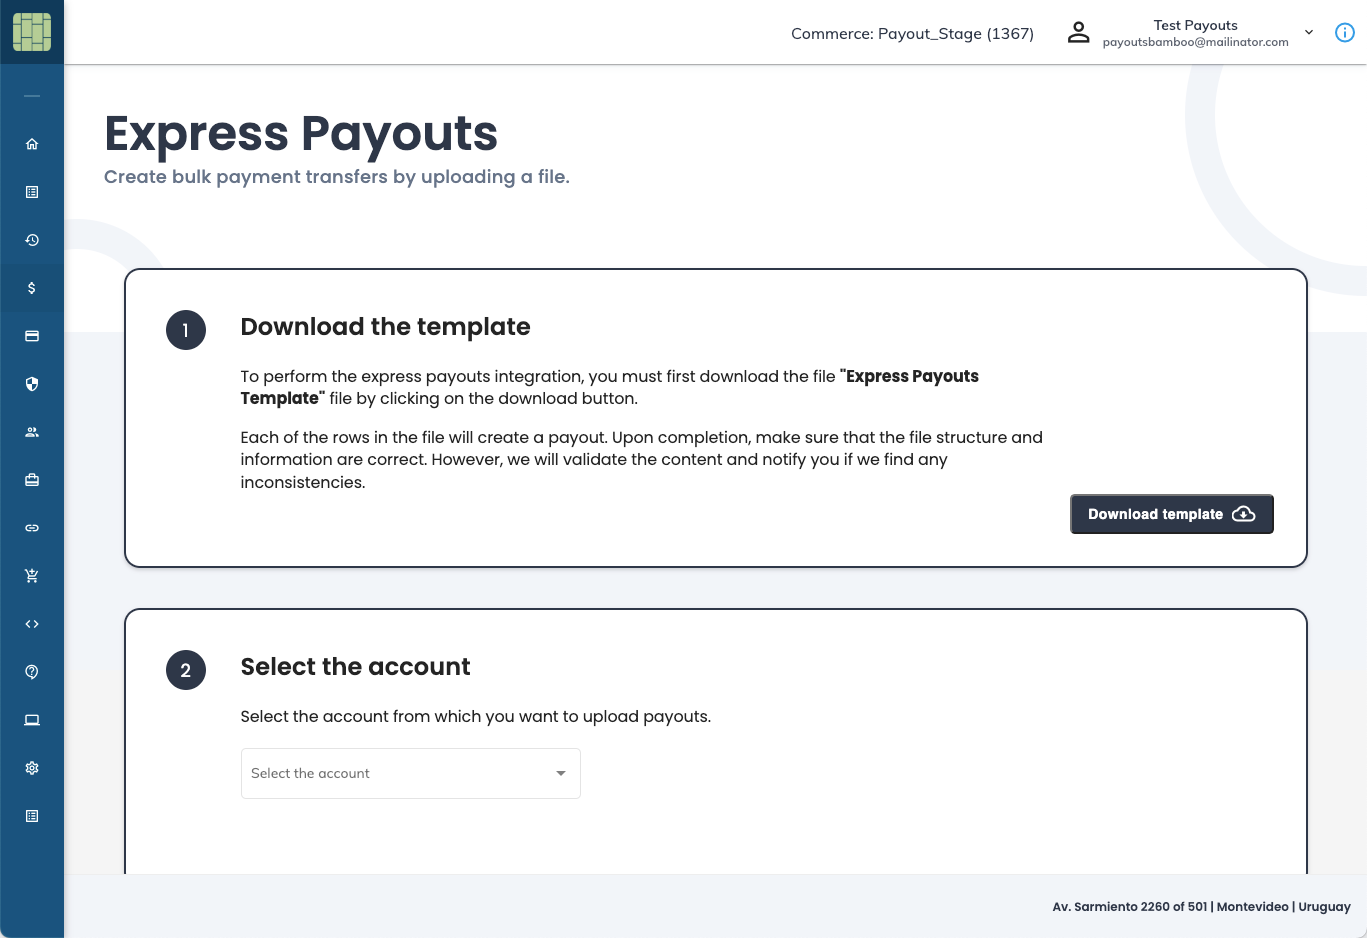 Commerce: Payout_Stage (1367)
Test Payouts
payoutsbamboo@mailinator.com
Express Payouts
Create bulk payment transfers by uploading a file.
1
Download the template
To perform the express payouts integration, you must first download the file "Express Payouts
Template" file by clicking on the download button.
Each of the rows in the file will create a payout. Upon completion, make sure that the file structure and
information are correct. However, we will validate the content and notify you if we find any
inconsistencies.
Download template
2
Select the account
Select the account from which you want to upload payouts.
Select the account
Av. Sarmiento 2260 of 501 | Montevideo | Uruguay